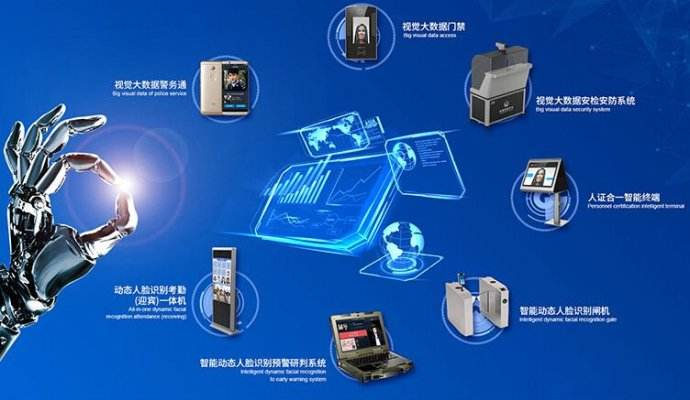 视觉大数据门禁
Big visual data access
视觉大数据警务通
Big visual data of police service
视觉大数据安检安防系统
Big visual data security system
人证合一智能终端
Personnel certification intelligent terminal
动态人脸识别考勤
(迎宾)一体机
All-in-one dynamic facial
recognition attendance (receiving)
智能动态人脸识别闸机
Intelligent dynamic facial recognition gate
智能动态人脸识别预警研判系统
Intelligent dynamic facial recognition
to early warning system